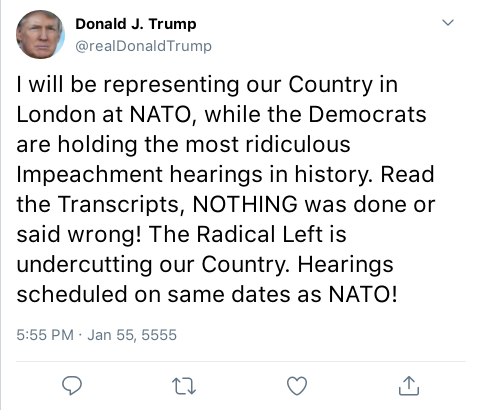 Donald J. Trump
@realDonaldTrump
I will be representing our Country in
London at NATO, while the Democrats
are holding the most ridiculous
Impeachment hearings in history. Read
the Transcripts, NOTHING was done or
said wrong! The Radical Left is
undercutting our Country. Hearings
scheduled on same dates as NATO!
5:55 PM · Jan 55, 5555